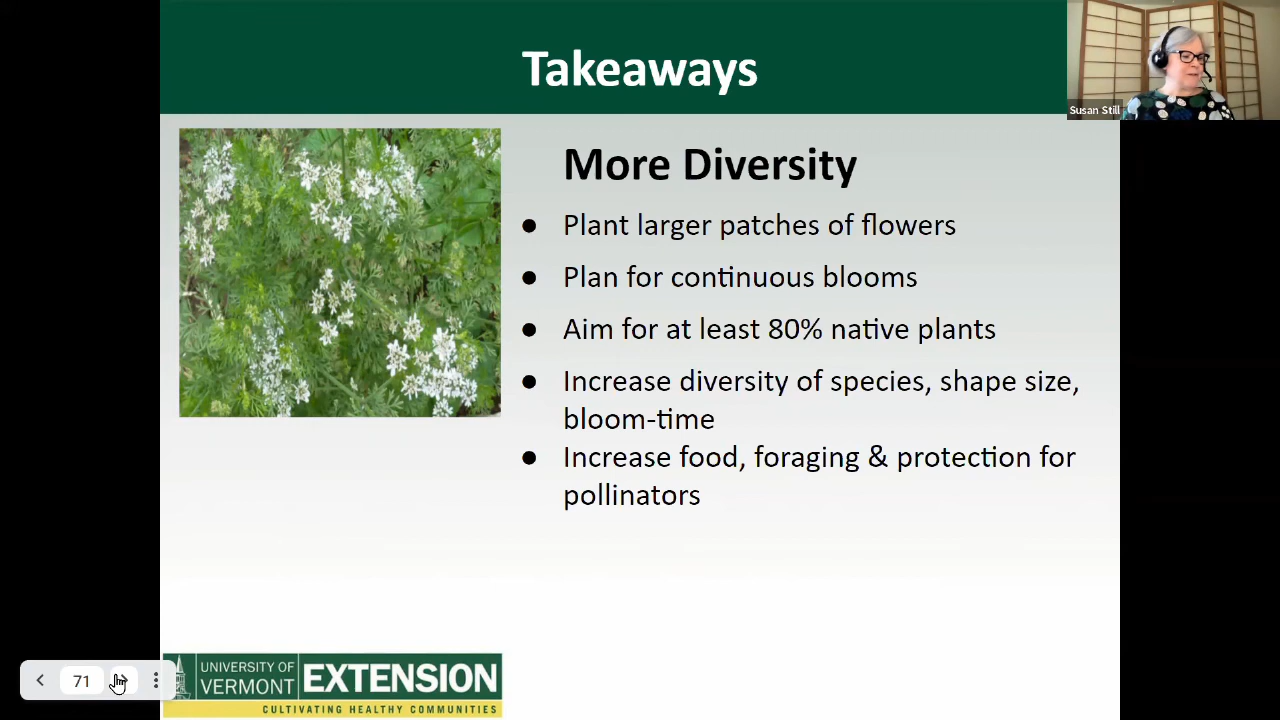 Takeaways
Susan Still
More Diversity
● Plant larger patches of flowers
● Plan for continuous blooms
● Aim for at least 80% native plants
● Increase diversity of species, shape size,
bloom-time
● Increase food, foraging & protection for
pollinators
UNIVERSITY OF
VERMONT
EXTENSION
CULTIVATING HEALTHY COMMUNITIES
71